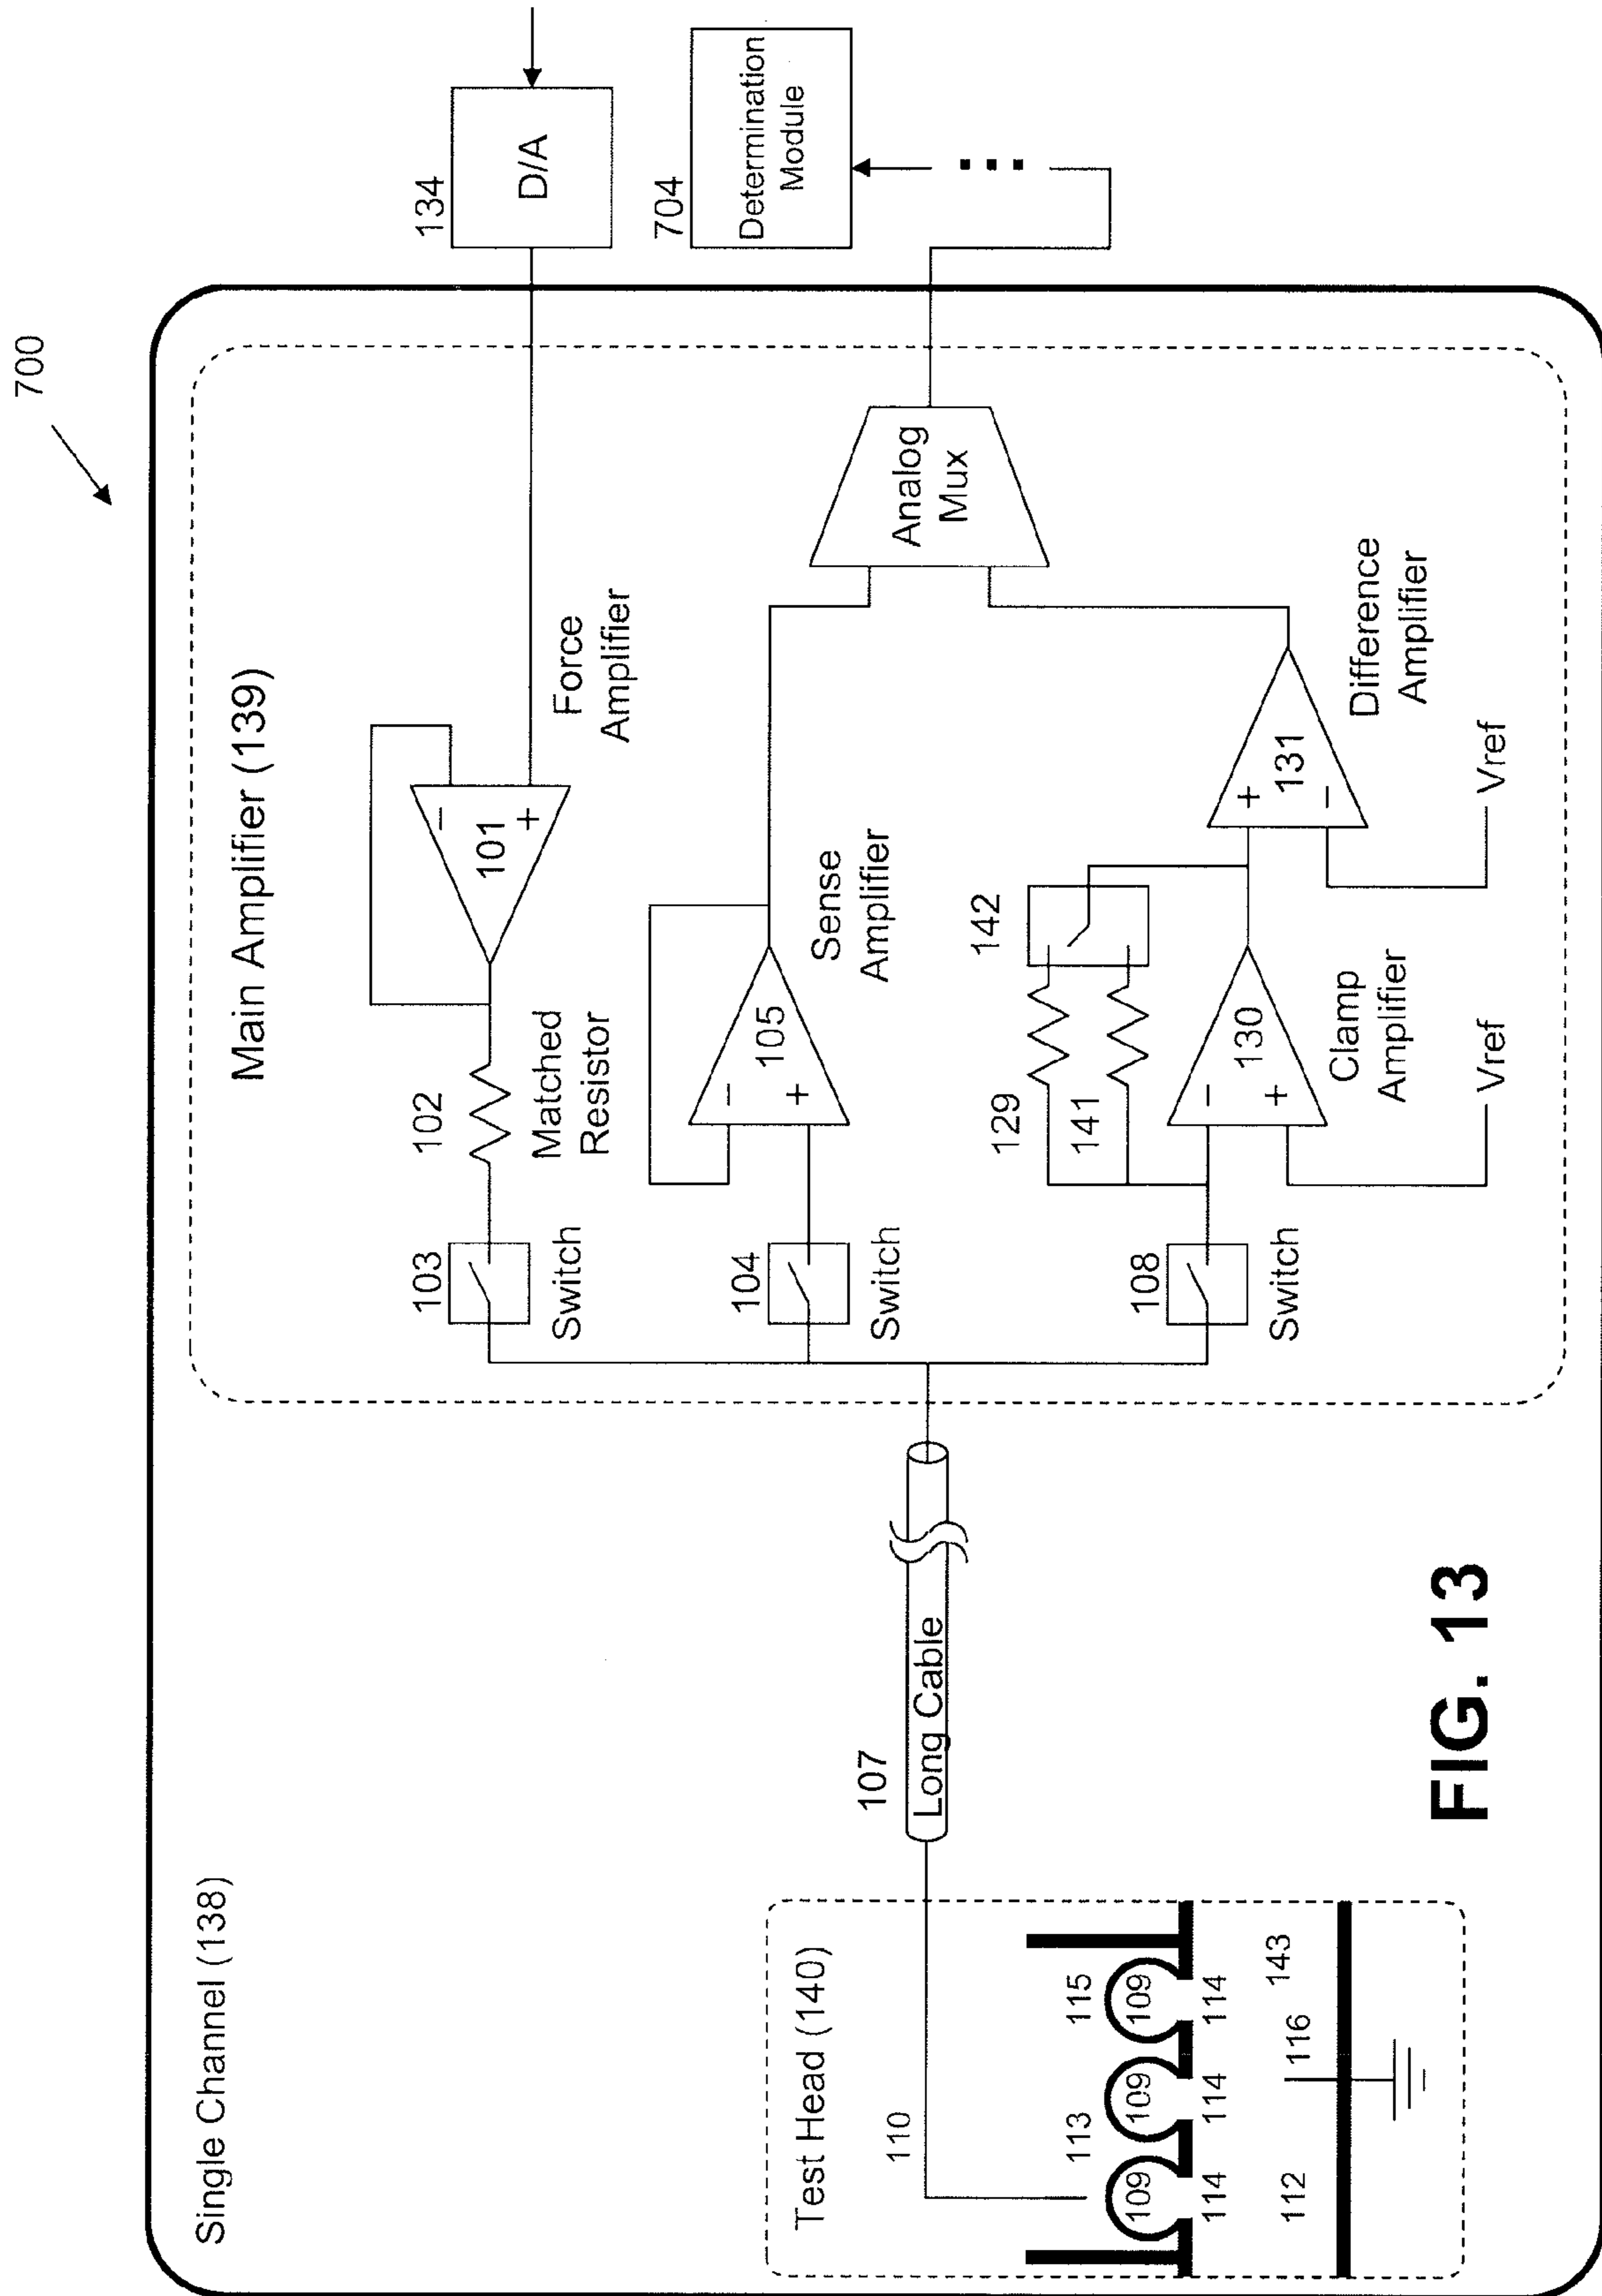 700
Single Channel (138)
Main Amplifier (139)
134
D/A
704
Determination
Module
103
Switch
102
Matched
Resistor
101
−
+
Force
Amplifier
104
Switch
105
−
+
Sense
Amplifier
Analog
Mux
108
Switch
129
141
142
130
−
+
Clamp
Amplifier
Vref
131
+
−
Difference
Amplifier
Vref
107
Long Cable
Test Head (140)
110
113
115
109
109
109
114
114
114
112
116
143
FIG. 13